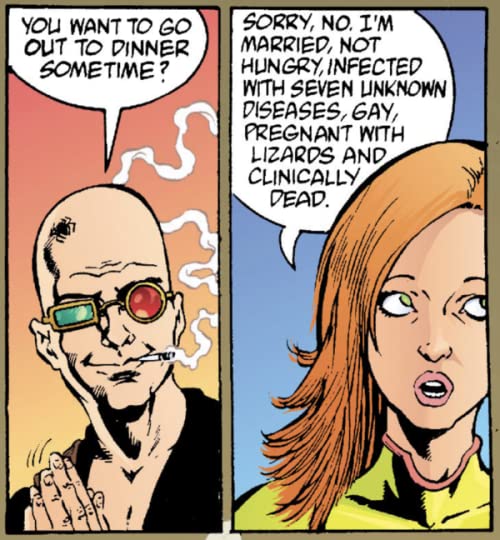 YOU WANT TO GO
OUT TO DINNER
SOMETIME?
SORRY, NO. I'M
MARRIED, NOT
HUNGRY, INFECTED
WITH SEVEN UNKNOWN
DISEASES, GAY,
PREGNANT WITH
LIZARDS AND
CLINICALLY
DEAD.